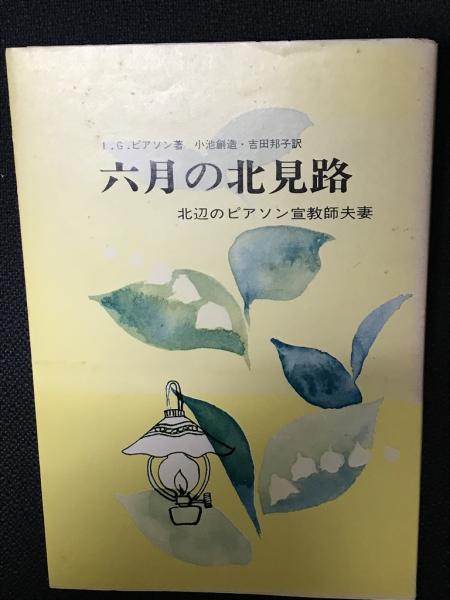 I.G.ピアソン著 小池創造・吉田邦子訳
六月の北見路
北辺のピアソン宣教師夫妻